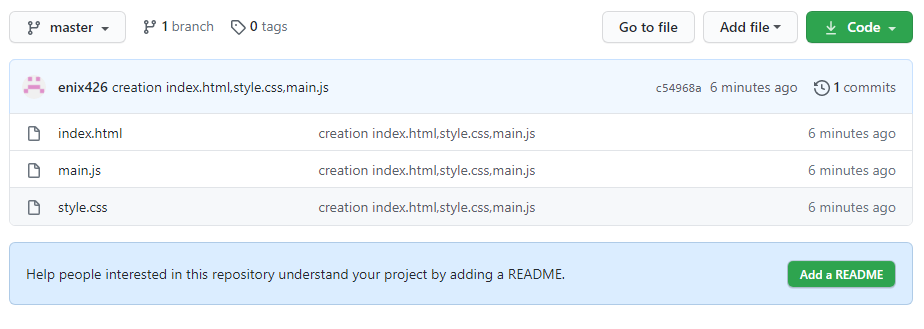 master 1 branch 0 tags Go to file Add file Code
enix426 creation index.html,style.css,main.js c54968a 6 minutes ago 1 commits
index.html creation index.html,style.css,main.js 6 minutes ago
main.js creation index.html,style.css,main.js 6 minutes ago
style.css creation index.html,style.css,main.js 6 minutes ago
Help people interested in this repository understand your project by adding a README. Add a README